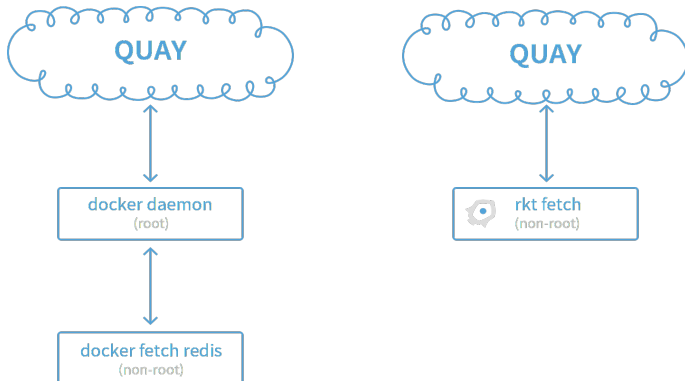 QUAY
docker daemon
(root)
docker fetch redis
(non-root)
QUAY
rkt fetch
(non-root)